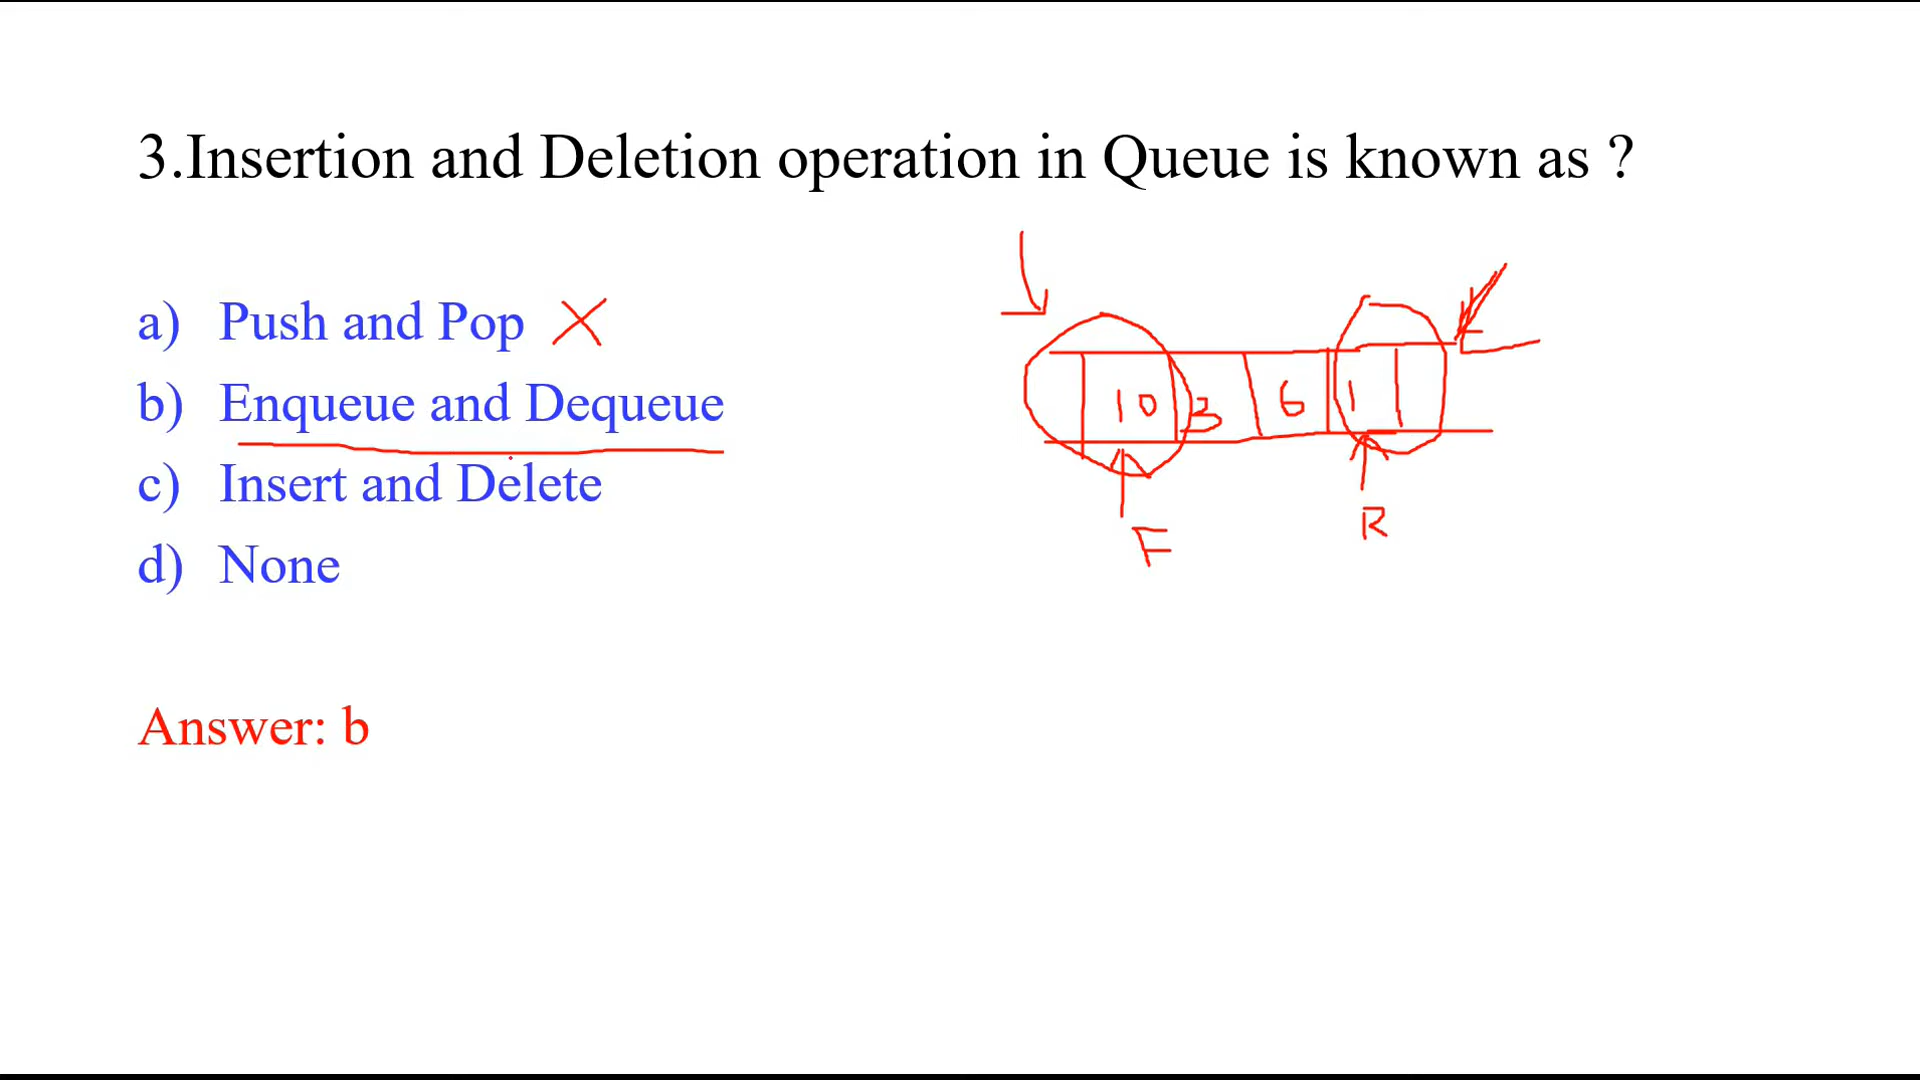 3.Insertion and Deletion operation in Queue is known as ?
a) Push and Pop
b) Enqueue and Dequeue
c) Insert and Delete
d) None
Answer: b
10 3 6 1
F
R